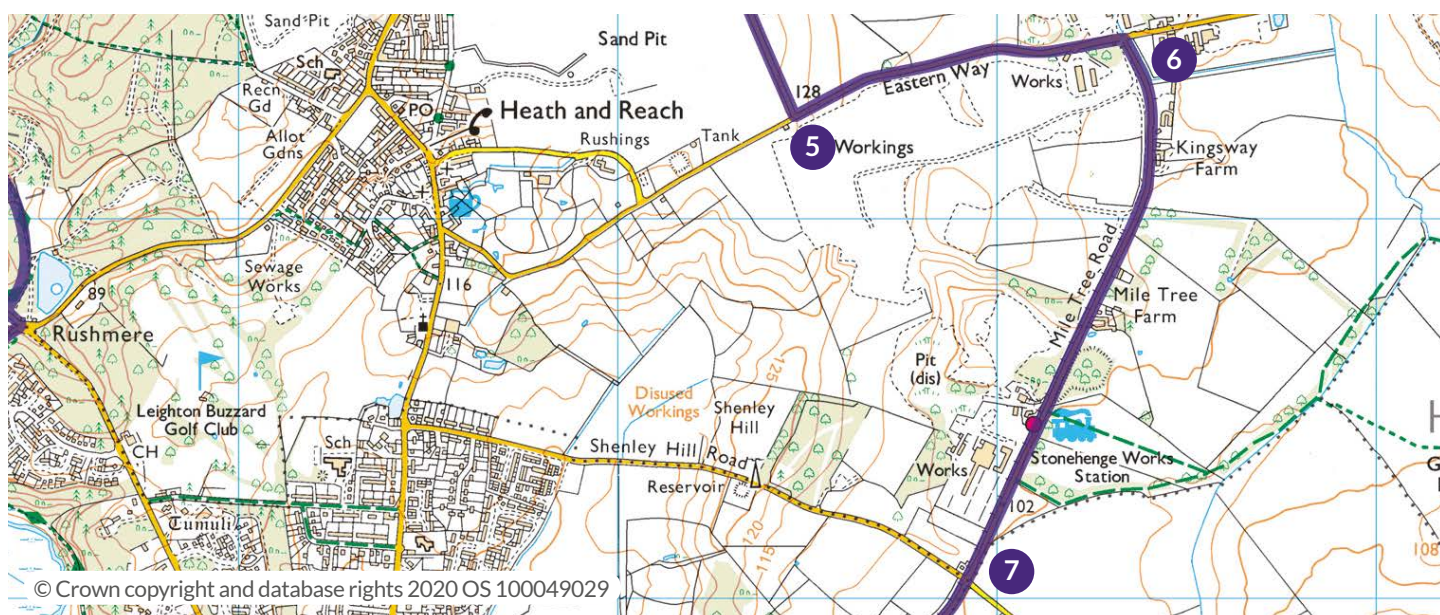 Sand Pit
Sch
Recn
Gd
Allot
Gdns
PO
Heath and Reach
Sand Pit
Rushings
Tank
128
5
Workings
Eastern Way
Works
6
Kingsway
Farm
Mile Tree Road
Mile Tree
Farm
Sewage
Works
116
89
Rushmere
Leighton Buzzard
Golf Club
CH
Sch
Tumuli
Disused
Workings
125
Shenley
Hill
Shenley Hill Road
Reservoir
120
115
Pit
(dis)
Works
Stonehenge Works
Station
102
7
H
G
108
© Crown copyright and database rights 2020 OS 100049029